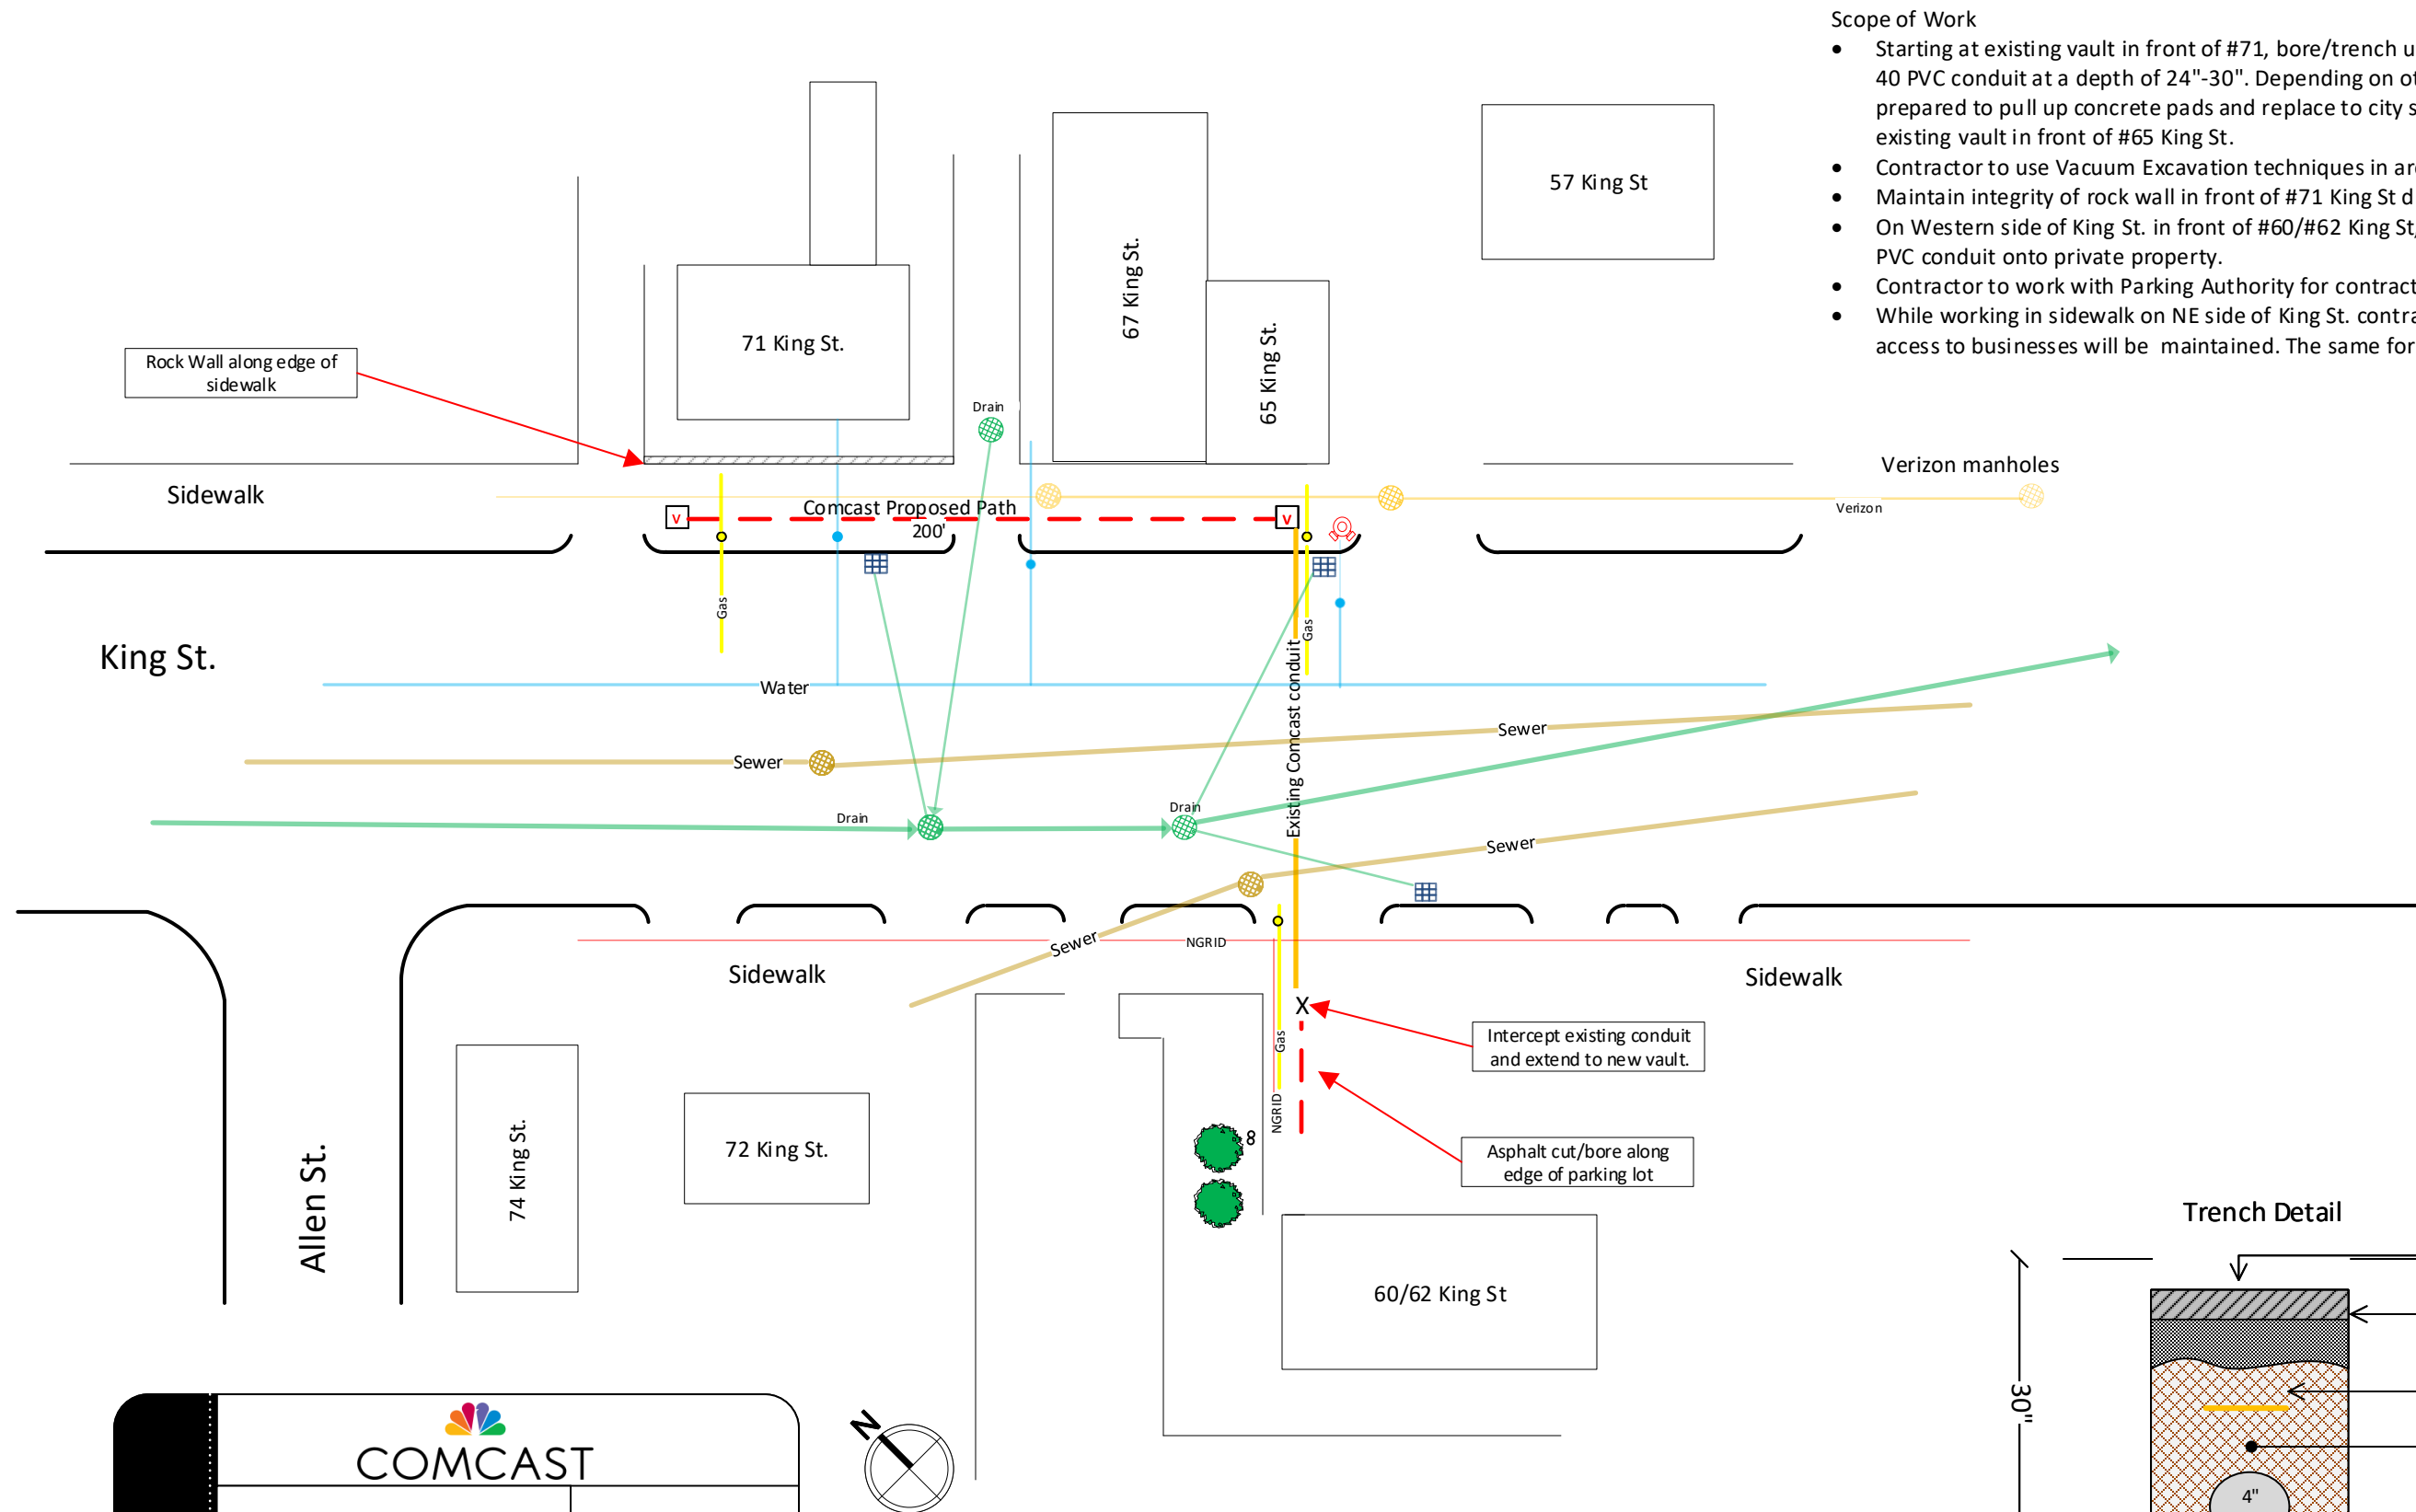 Scope of Work
• Starting at existing vault in front of #71, bore/trench u
40 PVC conduit at a depth of 24"-30". Depending on ot
prepared to pull up concrete pads and replace to city s
existing vault in front of #65 King St.
• Contractor to use Vacuum Excavation techniques in are
• Maintain integrity of rock wall in front of #71 King St d
• On Western side of King St. in front of #60/#62 King St,
PVC conduit onto private property.
• Contractor to work with Parking Authority for contract
• While working in sidewalk on NE side of King St. contra
access to businesses will be maintained. The same for
57 King St
67 King St.
71 King St.
65 King St.
Rock Wall along edge of
sidewalk
Drain
Verizon manholes
Sidewalk
Comcast Proposed Path
200'
V
V
Verizon
Gas
Gas
King St.
Water
Existing Comcast conduit
Sewer
Sewer
Drain
Drain
Sewer
Sewer
NGRID
Sidewalk
Sidewalk
X
Intercept existing conduit
and extend to new vault.
Gas
NGRID
Asphalt cut/bore along
edge of parking lot
8
74 King St.
72 King St.
Allen St.
60/62 King St
Trench Detail
30"
4"
N
COMCAST